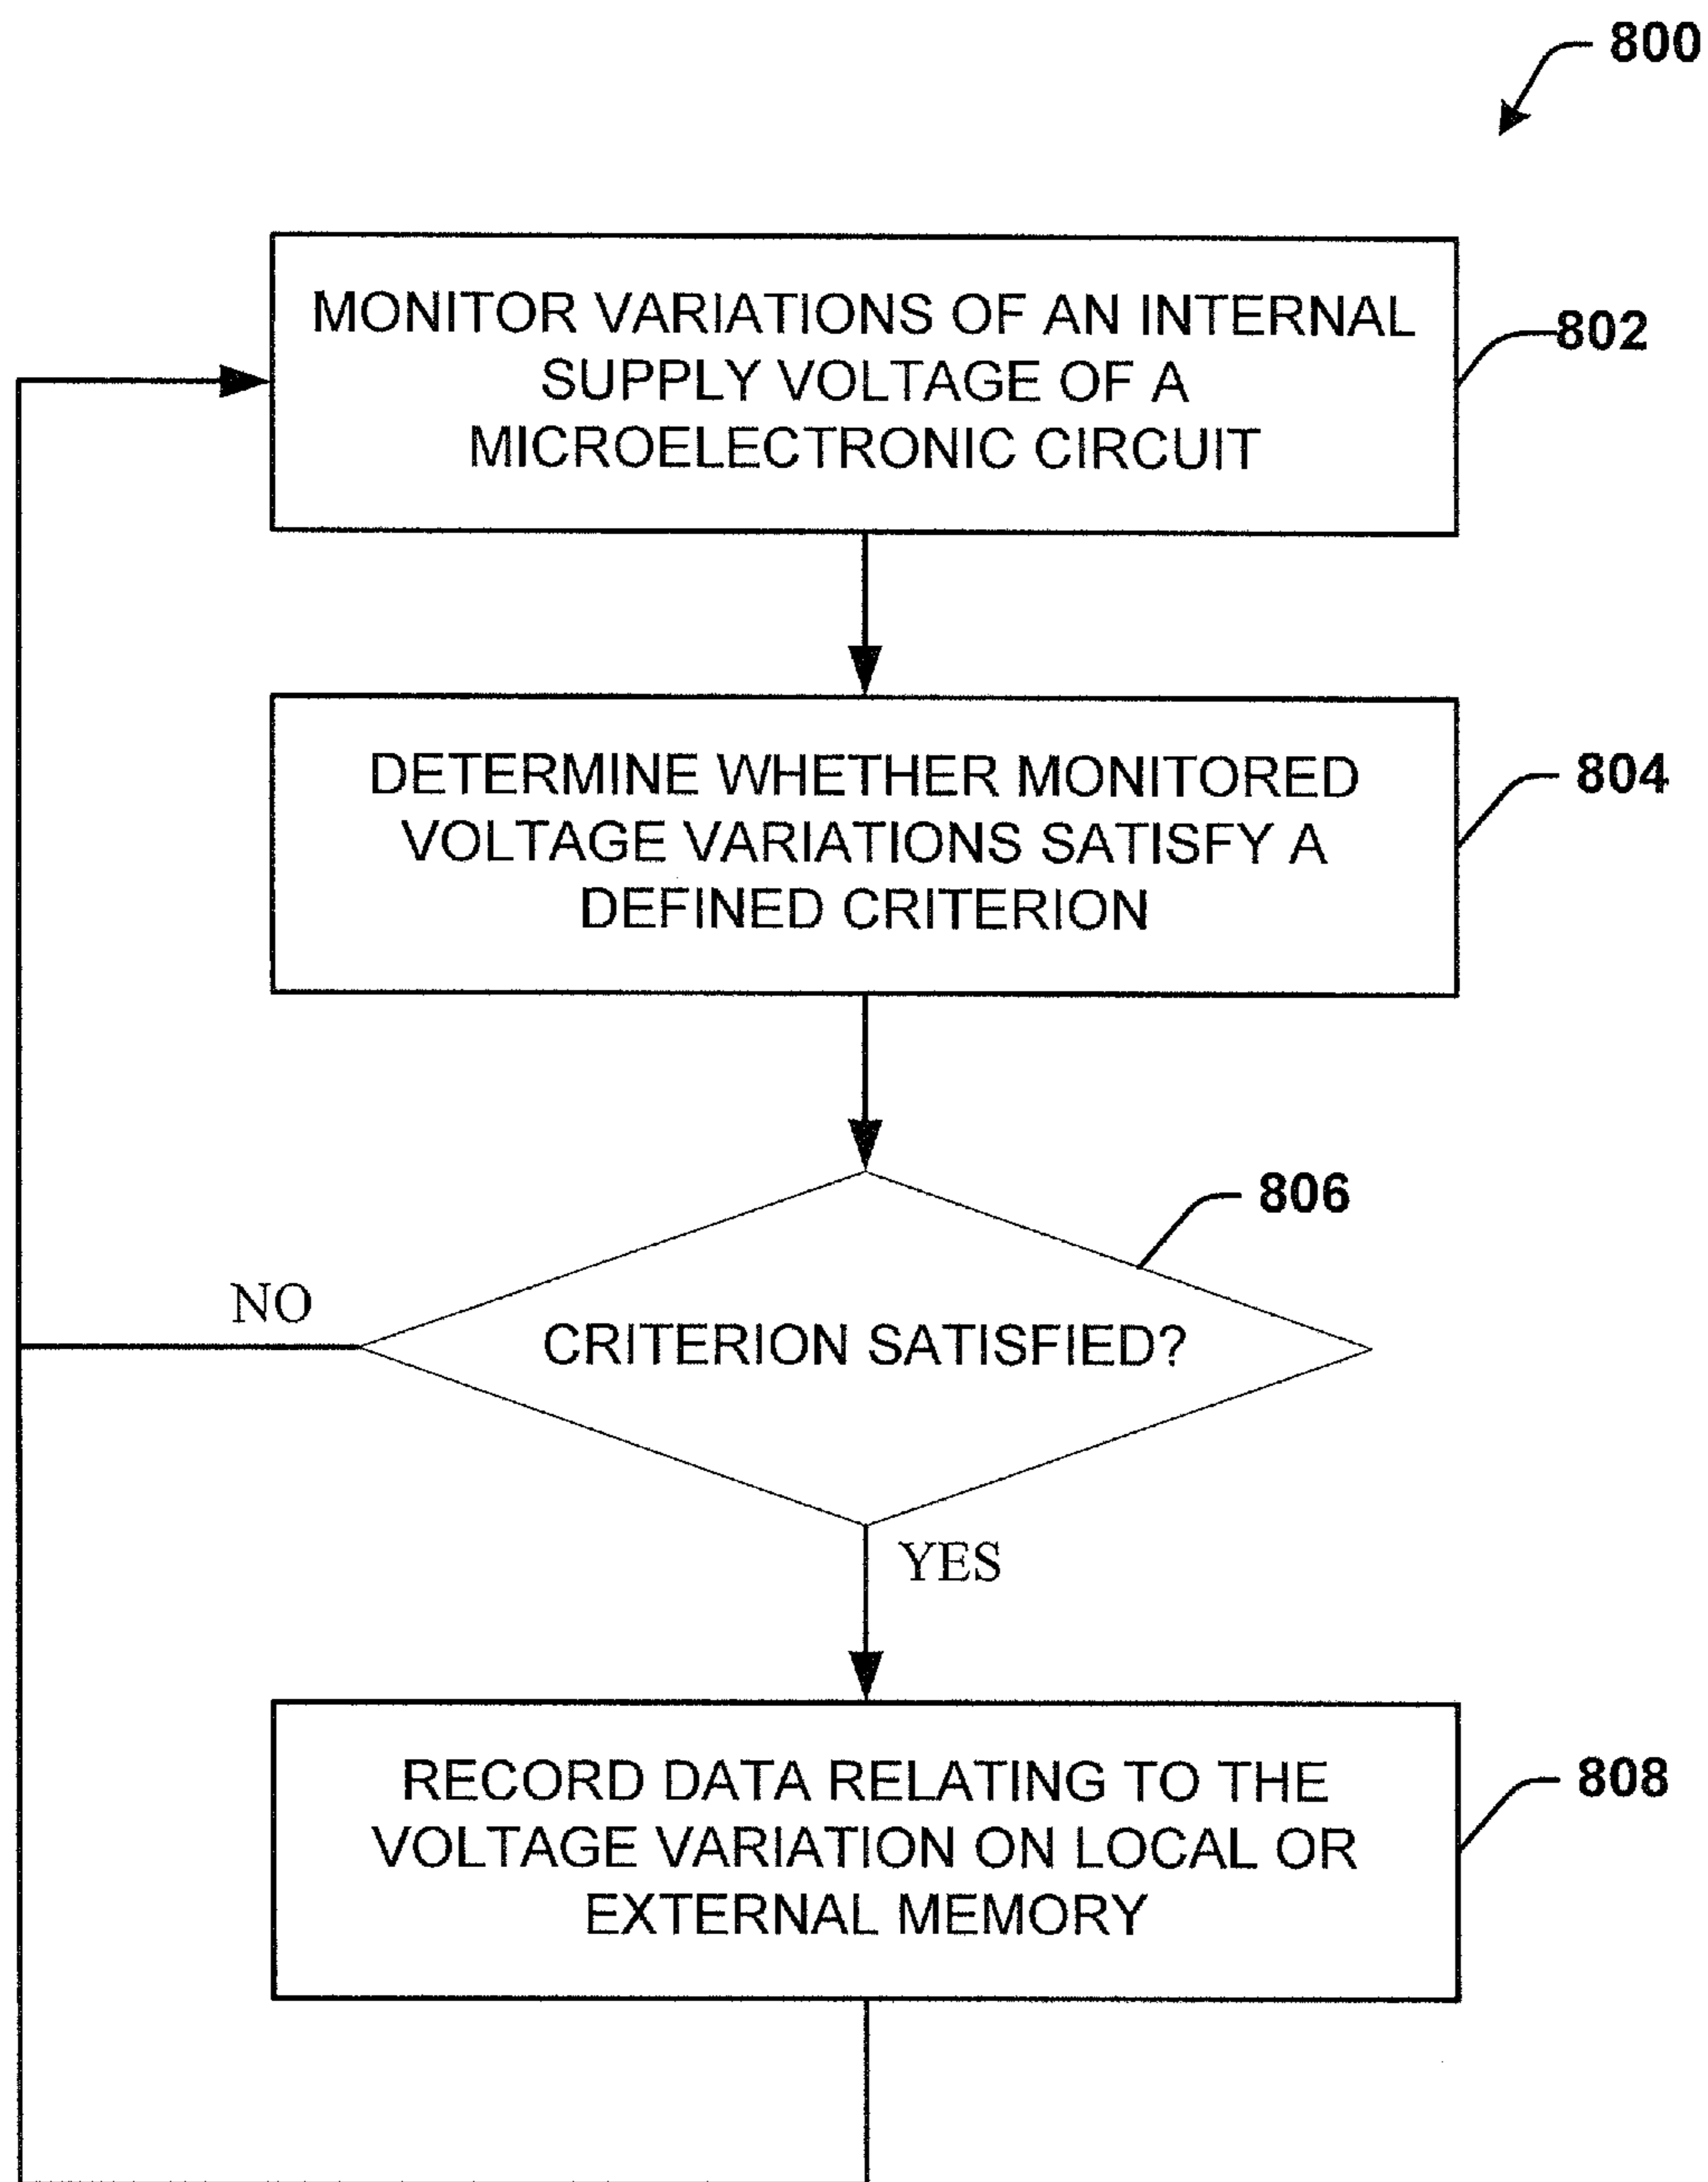 800
MONITOR VARIATIONS OF AN INTERNAL
SUPPLY VOLTAGE OF A
MICROELECTRONIC CIRCUIT
802
DETERMINE WHETHER MONITORED
VOLTAGE VARIATIONS SATISFY A
DEFINED CRITERION
804
806
NO
CRITERION SATISFIED?
YES
RECORD DATA RELATING TO THE
VOLTAGE VARIATION ON LOCAL OR
EXTERNAL MEMORY
808